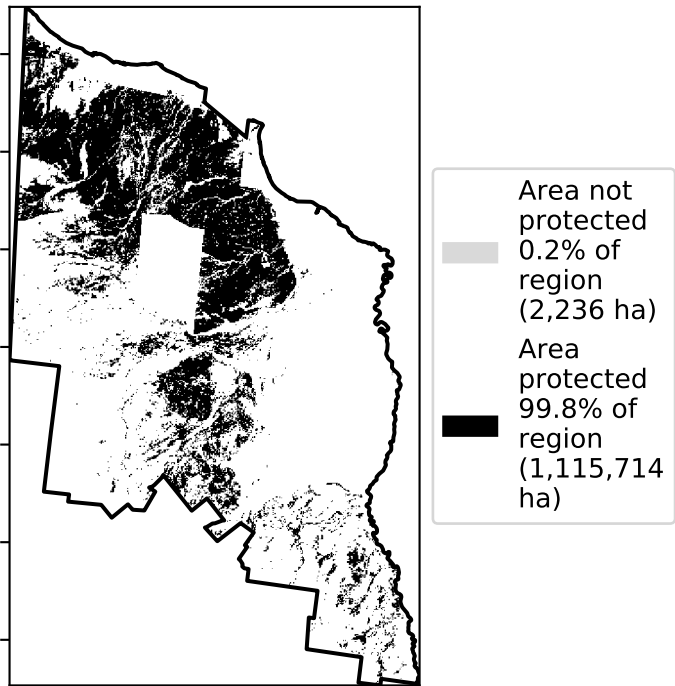 Area not
protected
0.2% of
region
(2,236 ha)
Area
protected
99.8% of
region
(1,115,714
ha)